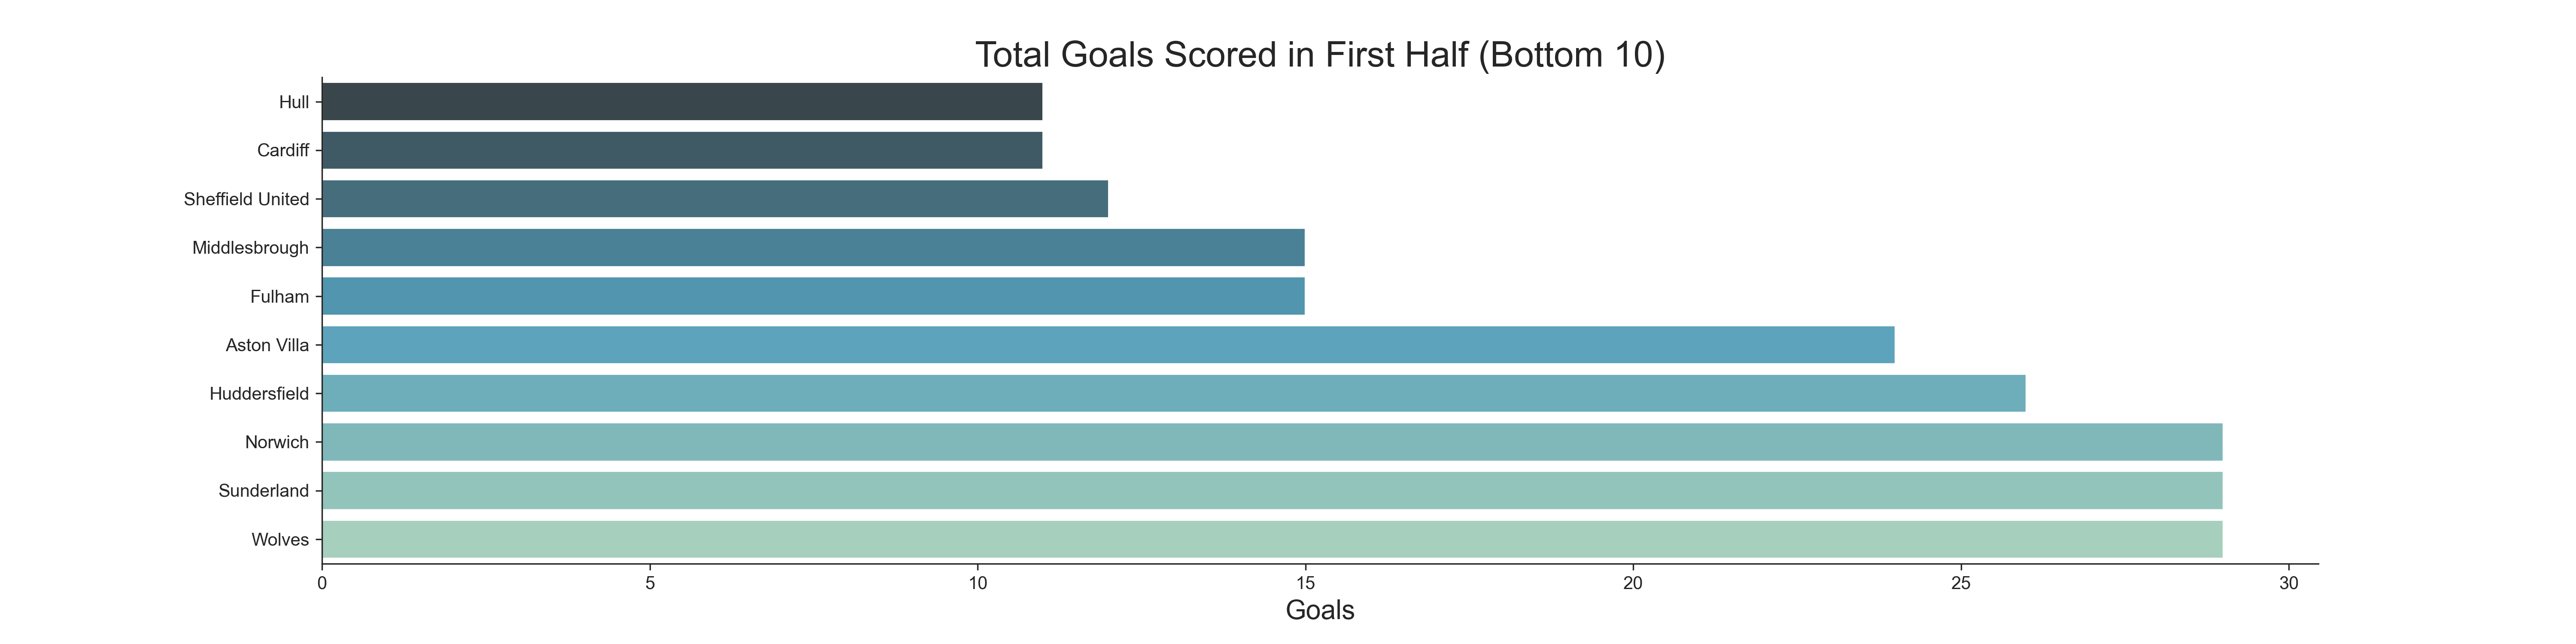 Total Goals Scored in First Half (Bottom 10)
Hull
Cardiff
Sheffield United
Middlesbrough
Fulham
Aston Villa
Huddersfield
Norwich
Sunderland
Wolves
0 5 10 15 20 25 30
Goals